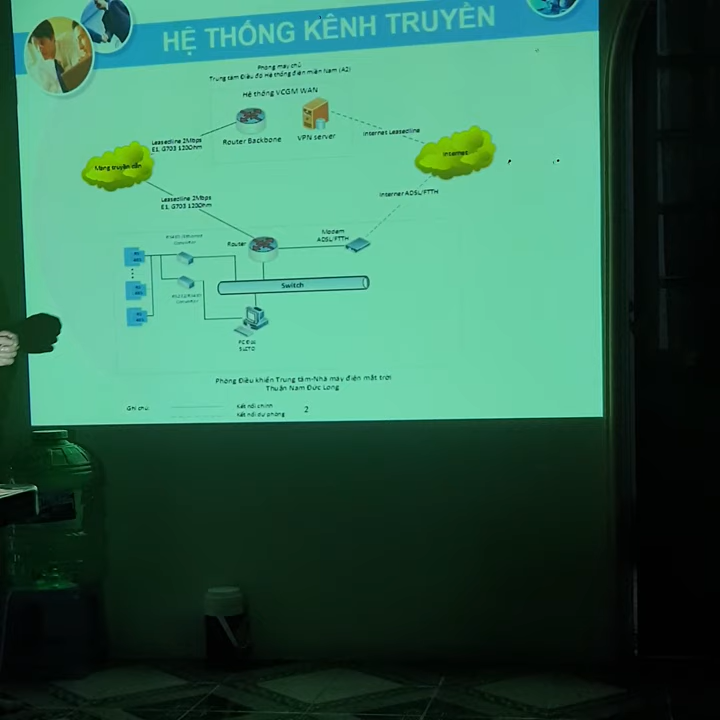 HỆ THỐNG KÊNH TRUYỀN
Phòng máy chủ
Trung tâm Điều độ Hệ thống điện miền Nam (A2)
Hệ thống VCGM WAN
Router Backbone
VPN server
Internet Leasedline
Leasedline 2Mbps
E1, G703 120Ohm
Mạng truyền dẫn
Internet
Leasedline 2Mbps
E1, G703 120Ohm
Internet ADSL/FTTH
Router
Modem
ADSL/FTTH
Converter
Switch
Converter
PC Đọc
Phòng Điều khiển Trung tâm-Nhà máy điện mặt trời
Thuận Nam Đức Long
Ghi chú:
Kết nối chính
Kết nối dự phòng
2